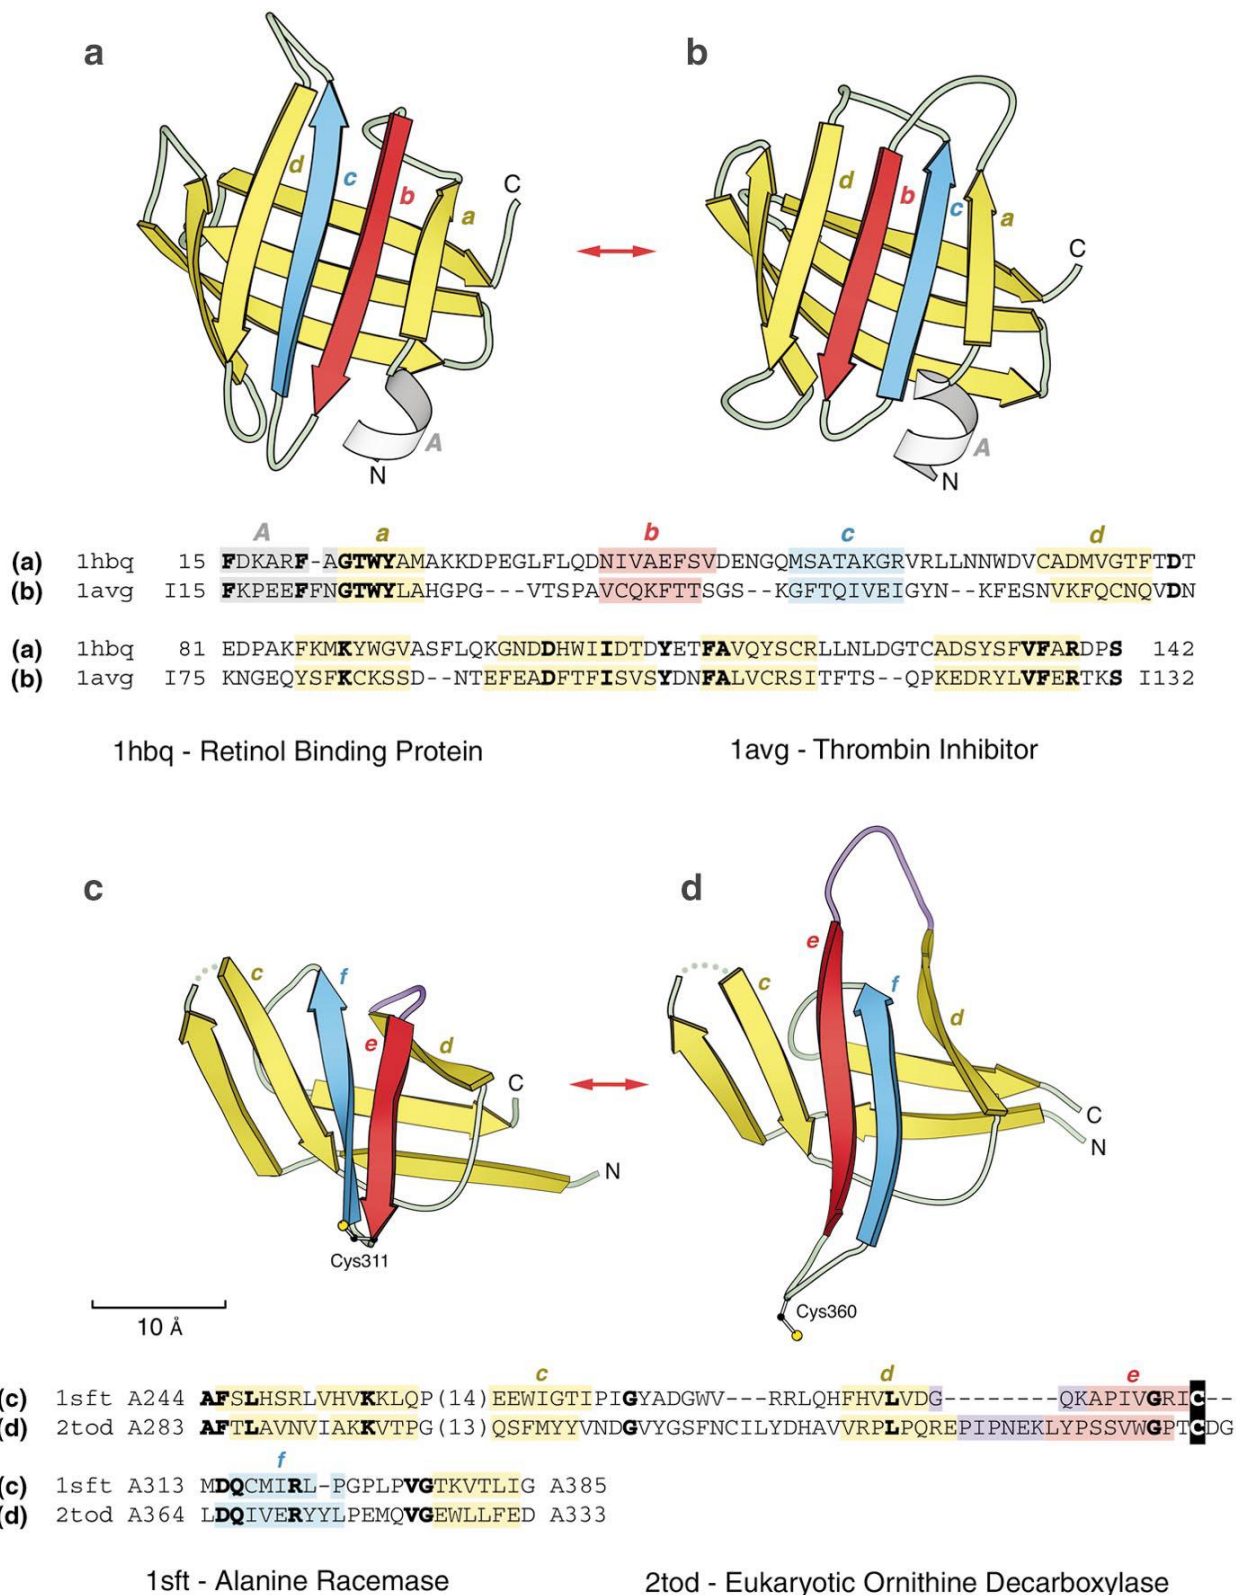 a
b
d
c
b
a
C
A
N
d
b
c
a
C
A
N
A a b c d
(a) 1hbq 15 FDKARF-AGTWYAMAKKDPEGLFLQDNIVAEFSVDENGQMSATAKGRVRLLNNWDVCADMVGTFTDT
(b) 1avg I15 FKPEEFFNGTWYLAHGPG---VTSPAVCQKFTTSGS--KGFTQIVEIGYN--KFESNVKFQCNQVDN
(a) 1hbq 81 EDPAKFKMKYWGVASFLQKGNDDHWIIDTDYETFAVQYSCRLLNLDGTCADSYSFVFARDPS 142
(b) 1avg I75 KNGEQYSFKCKSSD--NTEFEADFTFISVSYDNFALVCRSITFTS--QPKEDRYLVFERTKS I132
1hbq - Retinol Binding Protein
1avg - Thrombin Inhibitor
c
d
c
f
e
d
C
N
Cys311
10 Å
c
e
f
d
C
N
Cys360
c d e
(c) 1sft A244 AFSLHSRLVHVKKLQP(14)EEWIGTIPIGYADGWV---RRLQHFHVLVDG--------QKAPIVGRIC--
(d) 2tod A283 AFTLAVNVIAKKVTPG(13)QSFMYYVNDGVYGSFNCILYDHAVVRPLPQREPIPNEKLYPSSVWGPTCDG
f
(c) 1sft A313 MDQCMIRL-PGPLPVGTKVTLIG A385
(d) 2tod A364 LDQIVERYYLPEMQVGEWLLFED A333
1sft - Alanine Racemase
2tod - Eukaryotic Ornithine Decarboxylase